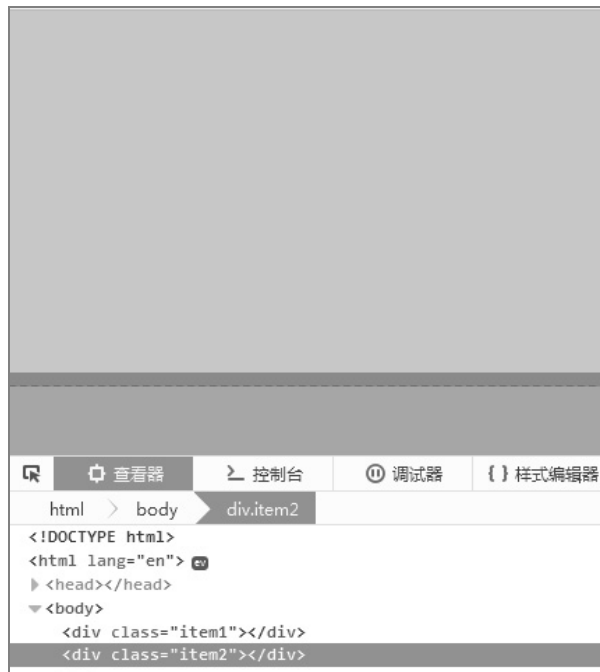 查看器 控制台 调试器 { } 样式编辑器
html body div.item2
<!DOCTYPE html>
<html lang="en"> ev
<head></head>
<body>
<div class="item1"></div>
<div class="item2"></div>